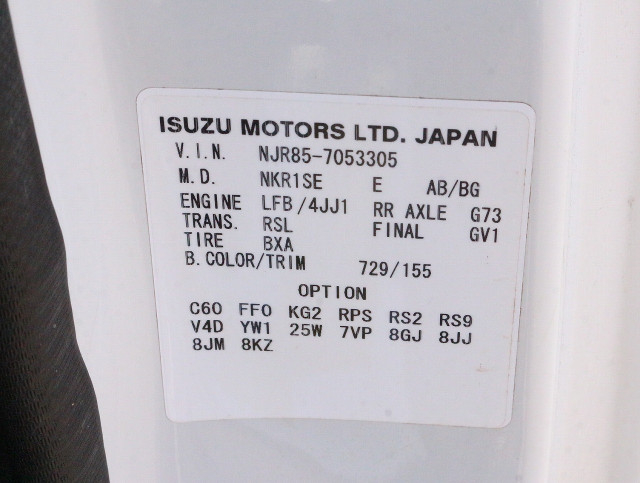 ISUZU MOTORS LTD. JAPAN
V.I.N. NJR85-7053305
M.D. NKR1SE E AB/BG
ENGINE LFB/4JJ1 RR AXLE G73
TRANS. RSL FINAL GV1
TIRE BXA
B.COLOR/TRIM 729/155
OPTION
C60 FF0 KG2 RPS RS2 RS9
V4D YW1 25W 7VP 8GJ 8JJ
8JM 8KZ